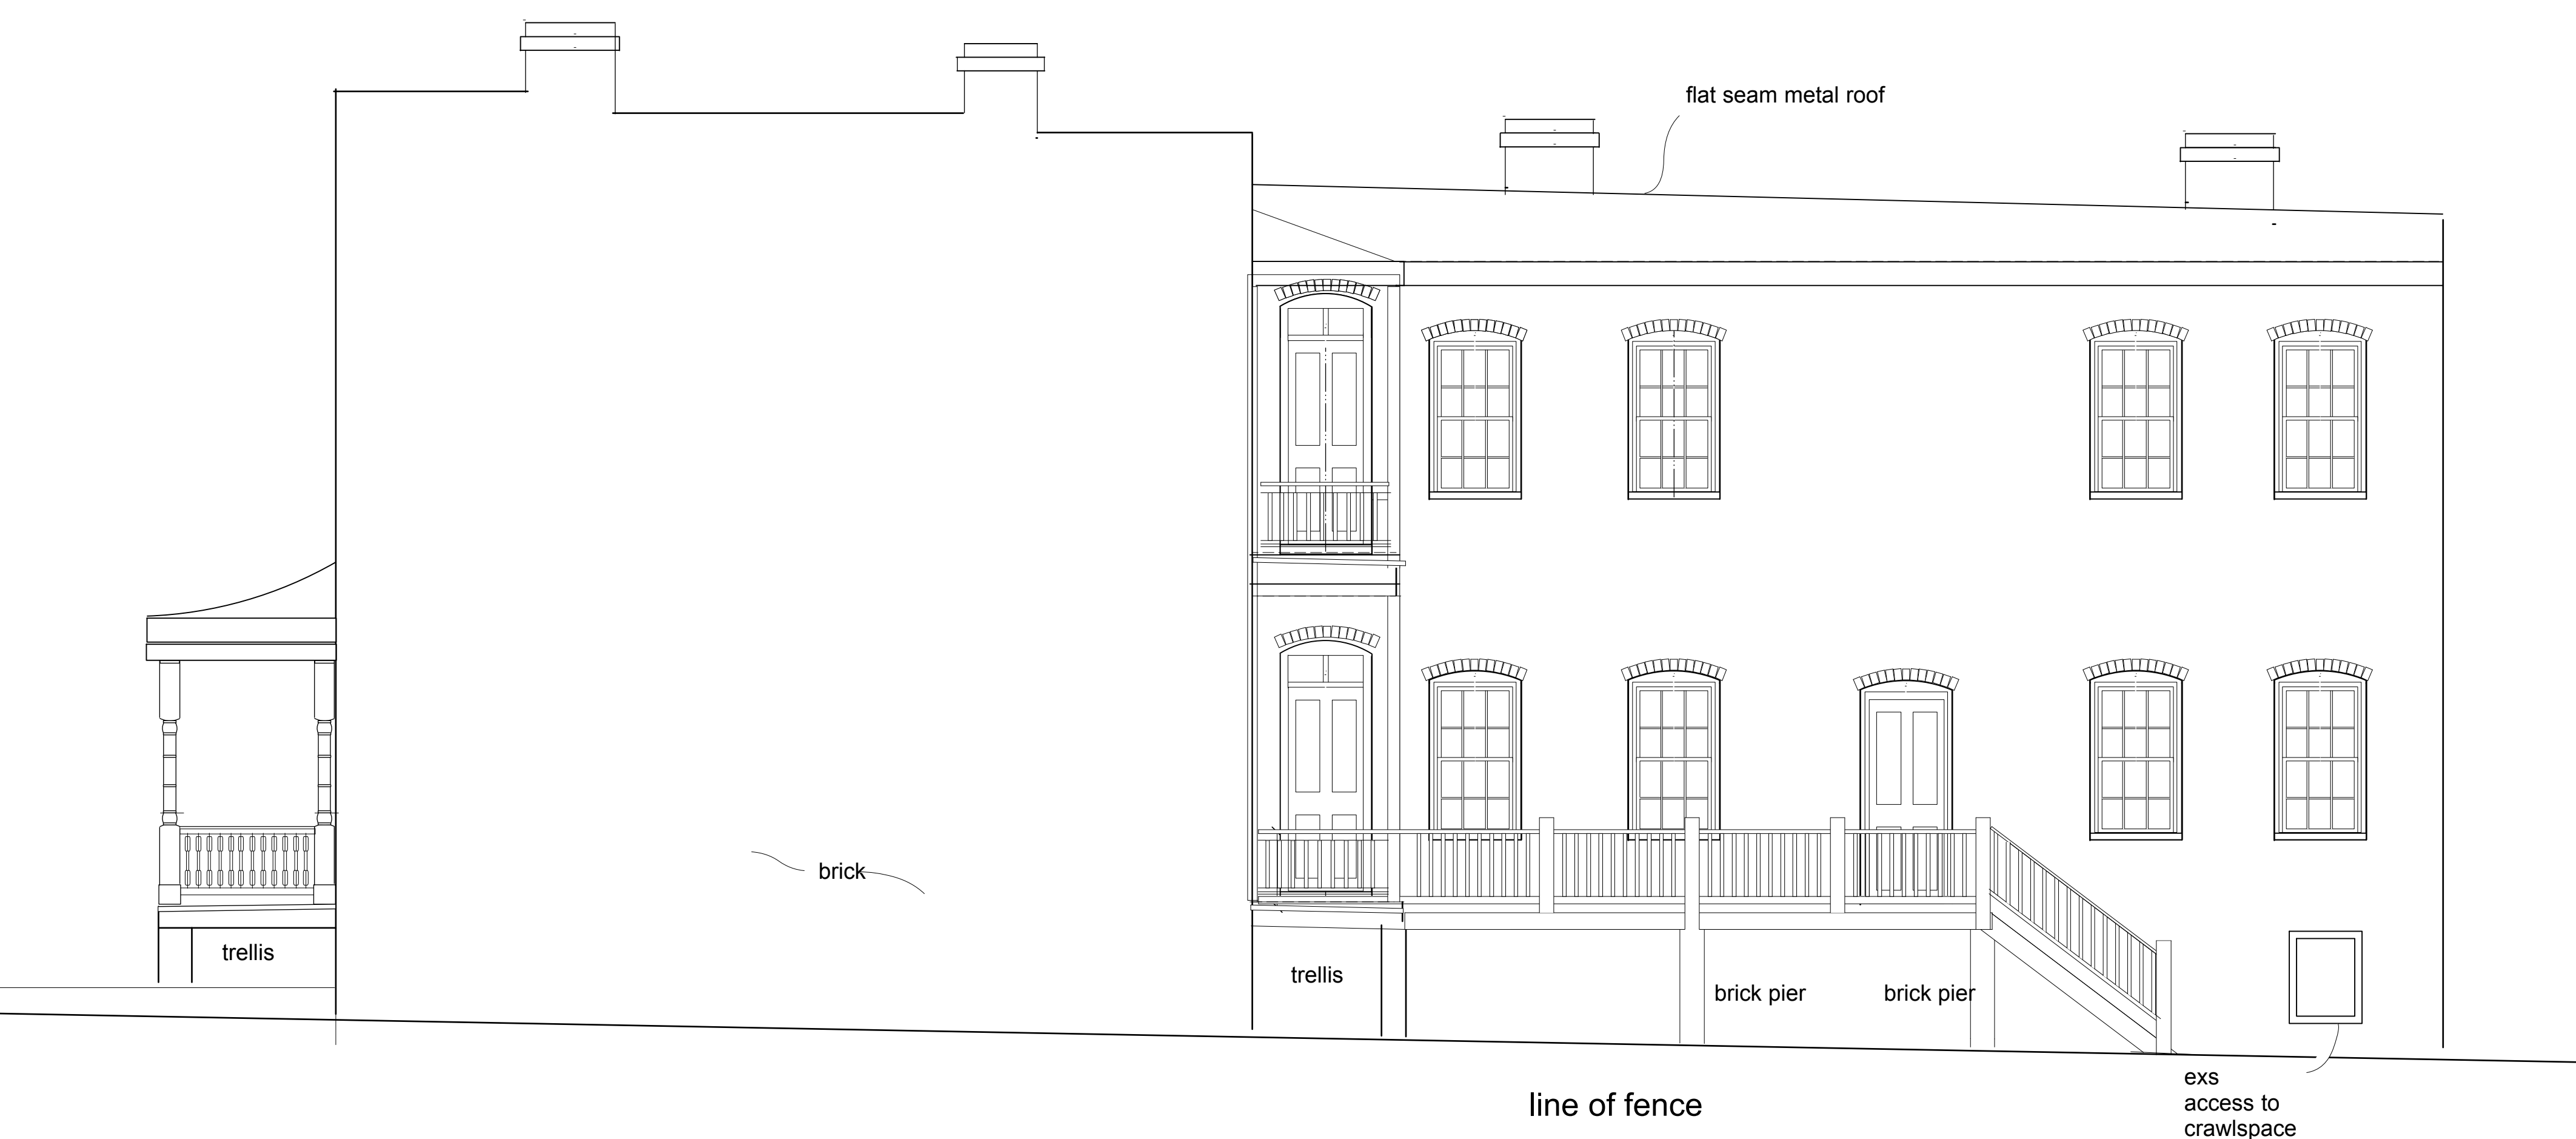 flat seam metal roof
brick
trellis
trellis
brick pier
brick pier
line of fence
exs
access to
crawlspace